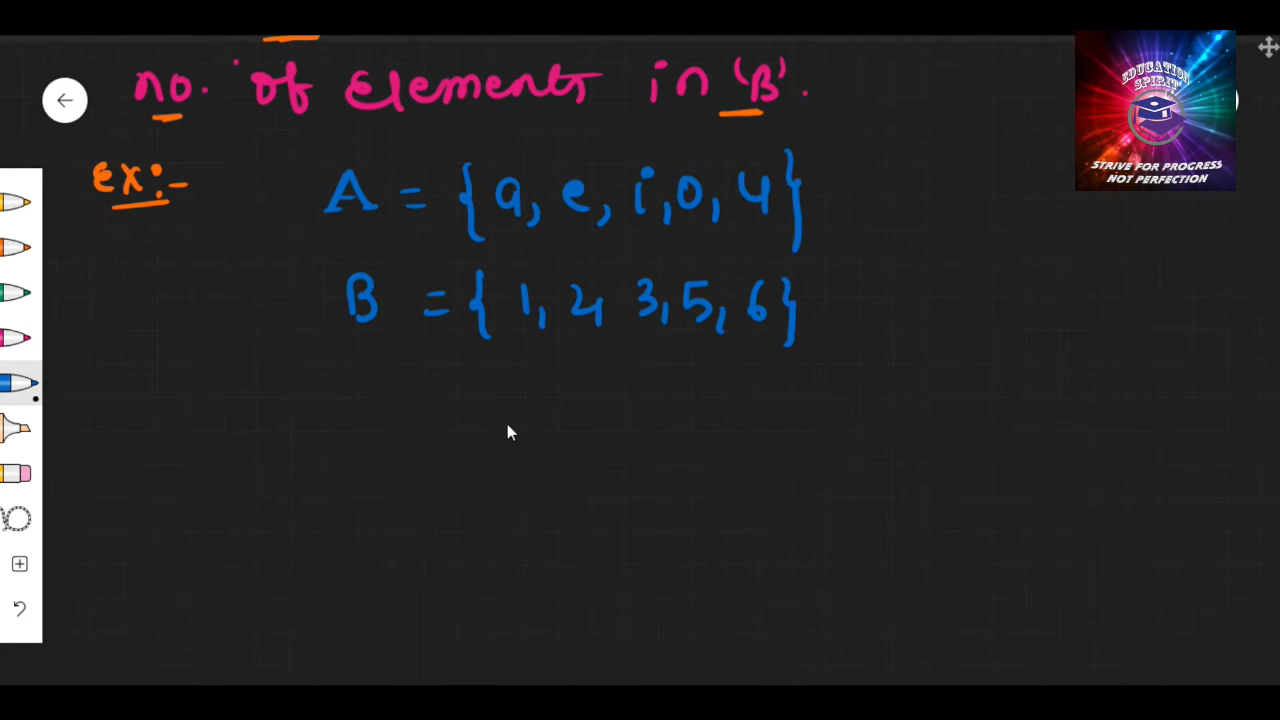 no. of Elements in 'B'.
Ex:-
A = {a, e, i, o, u}
B = { 1, 2, 3, 5, 6}
EDUCATION
SPIRIT
STRIVE FOR PROGRESS
NOT PERFECTION